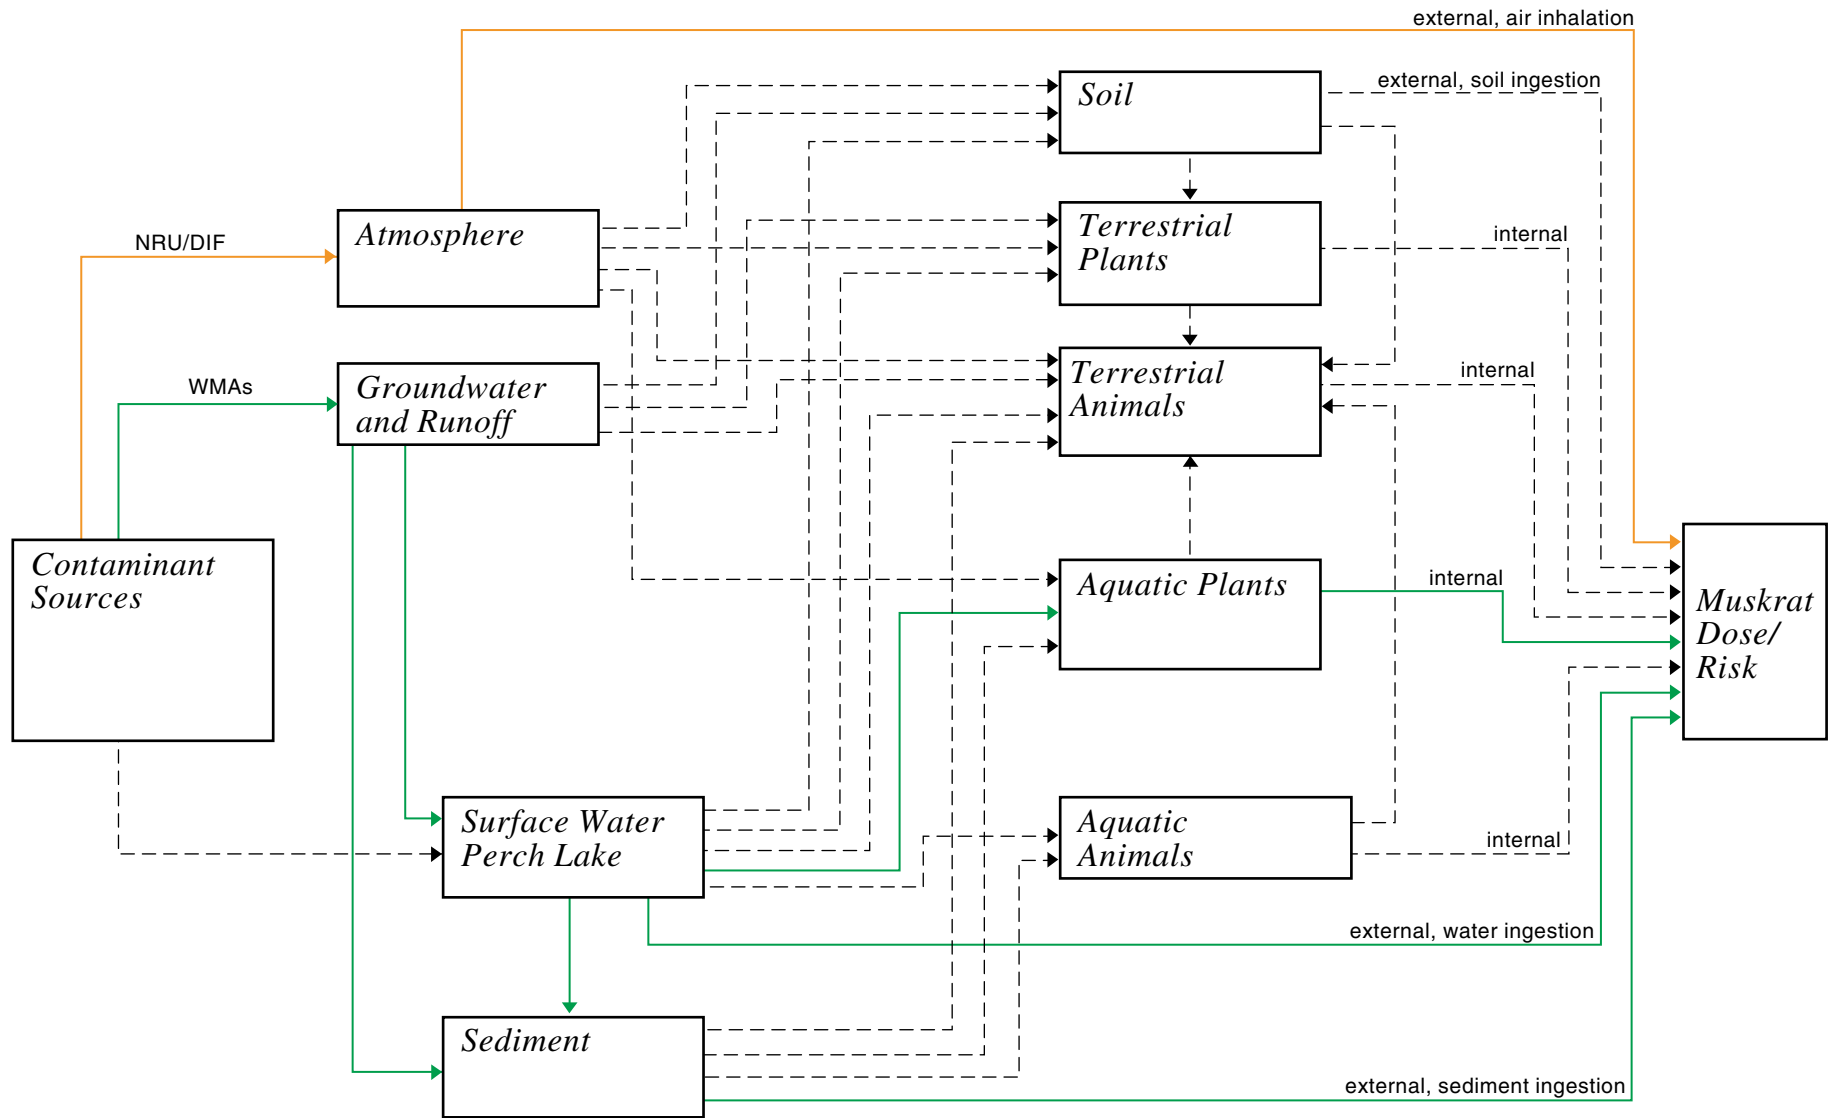 external, air inhalation
Soil
external, soil ingestion
Atmosphere
NRU/DIF
Terrestrial
Plants
internal
Groundwater
and Runoff
WMAs
Terrestrial
Animals
internal
Contaminant
Sources
Aquatic Plants
internal
Muskrat
Dose/
Risk
Surface Water
Perch Lake
Aquatic
Animals
internal
external, water ingestion
Sediment
external, sediment ingestion